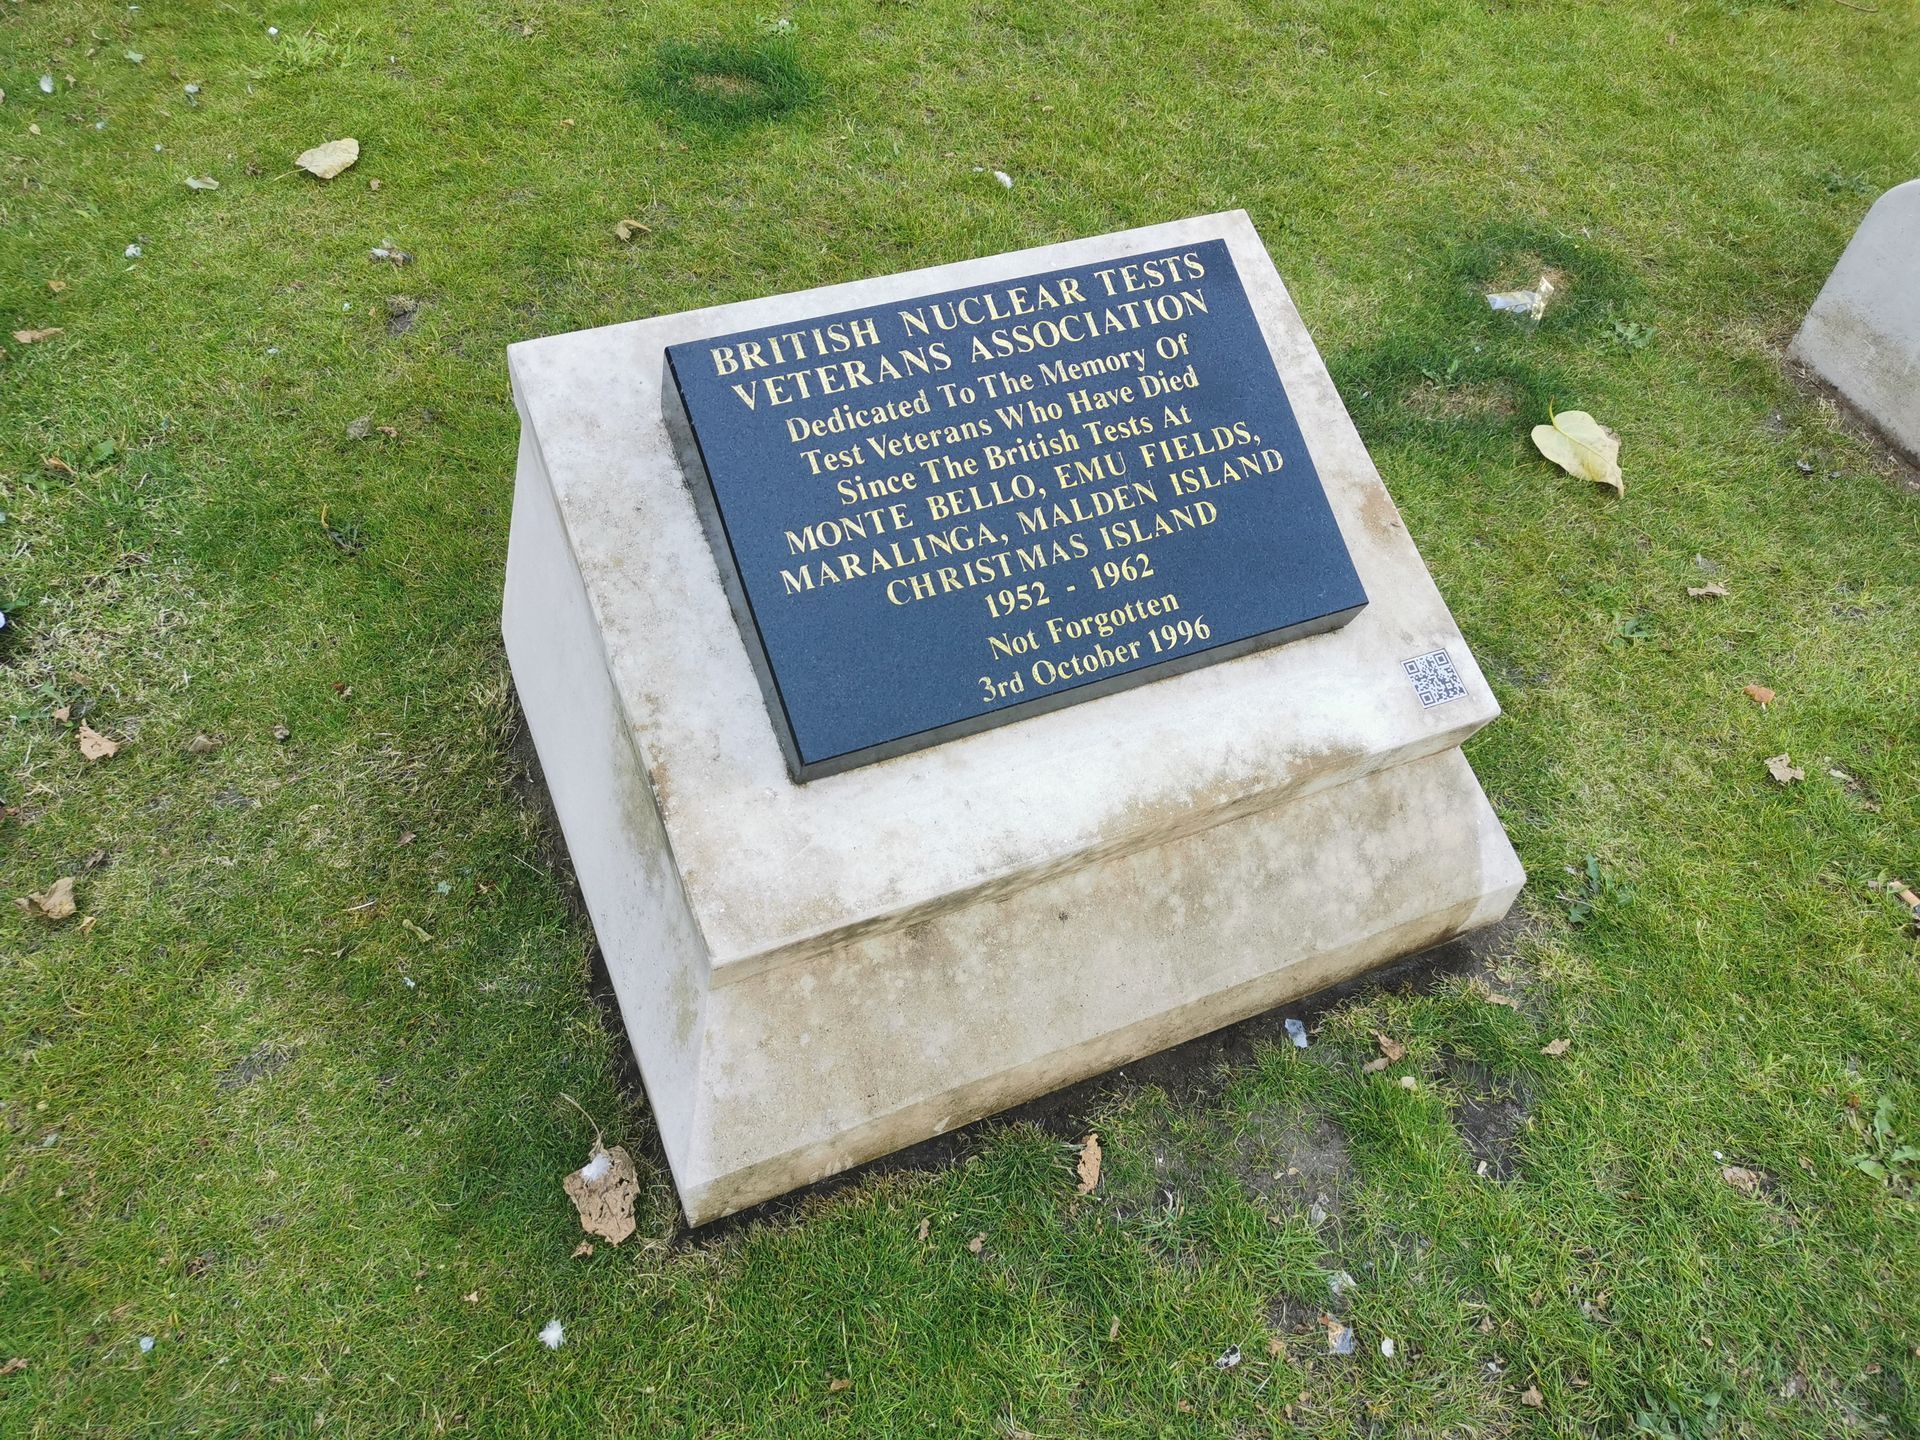 BRITISH NUCLEAR TESTS
VETERANS ASSOCIATION
Dedicated To The Memory Of
Test Veterans Who Have Died
Since The British Tests At
MONTE BELLO, EMU FIELDS,
MARALINGA, MALDEN ISLAND
CHRISTMAS ISLAND
1952 - 1962
Not Forgotten
3rd October 1996